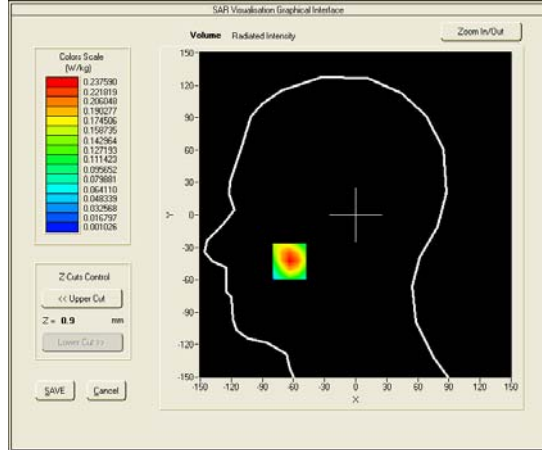 SAR Visualisation Graphical Interface
Volume Radiated Intensity
Zoom In/Out
Colors Scale
(W/kg)
0.237590
0.221819
0.206048
0.190277
0.174506
0.158735
0.142964
0.127193
0.111423
0.095652
0.079881
0.064110
0.048339
0.032568
0.016797
0.001026
Z-Cuts Control
<< Upper Cut
Z = 0.9 mm
Lower Cut >>
SAVE Cancel
150-
120-
90-
60-
30-
0-
-30-
-60-
-90-
-120-
-150-
Y
-150 -120 -90 -60 -30 0 30 60 90 120 150
X